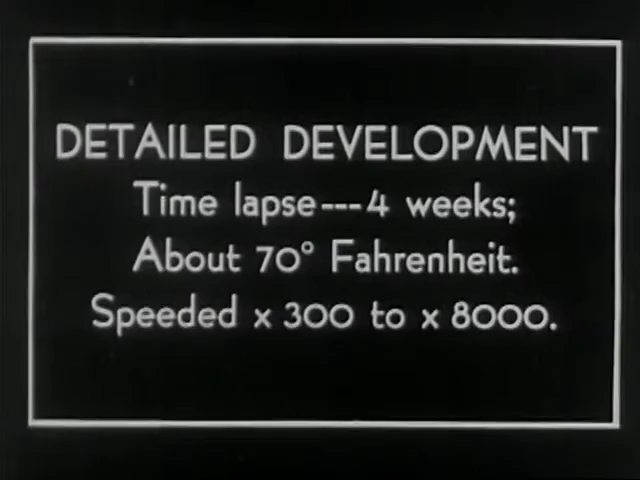 DETAILED DEVELOPMENT
Time lapse---4 weeks;
About 70° Fahrenheit.
Speeded x 300 to x 8000.